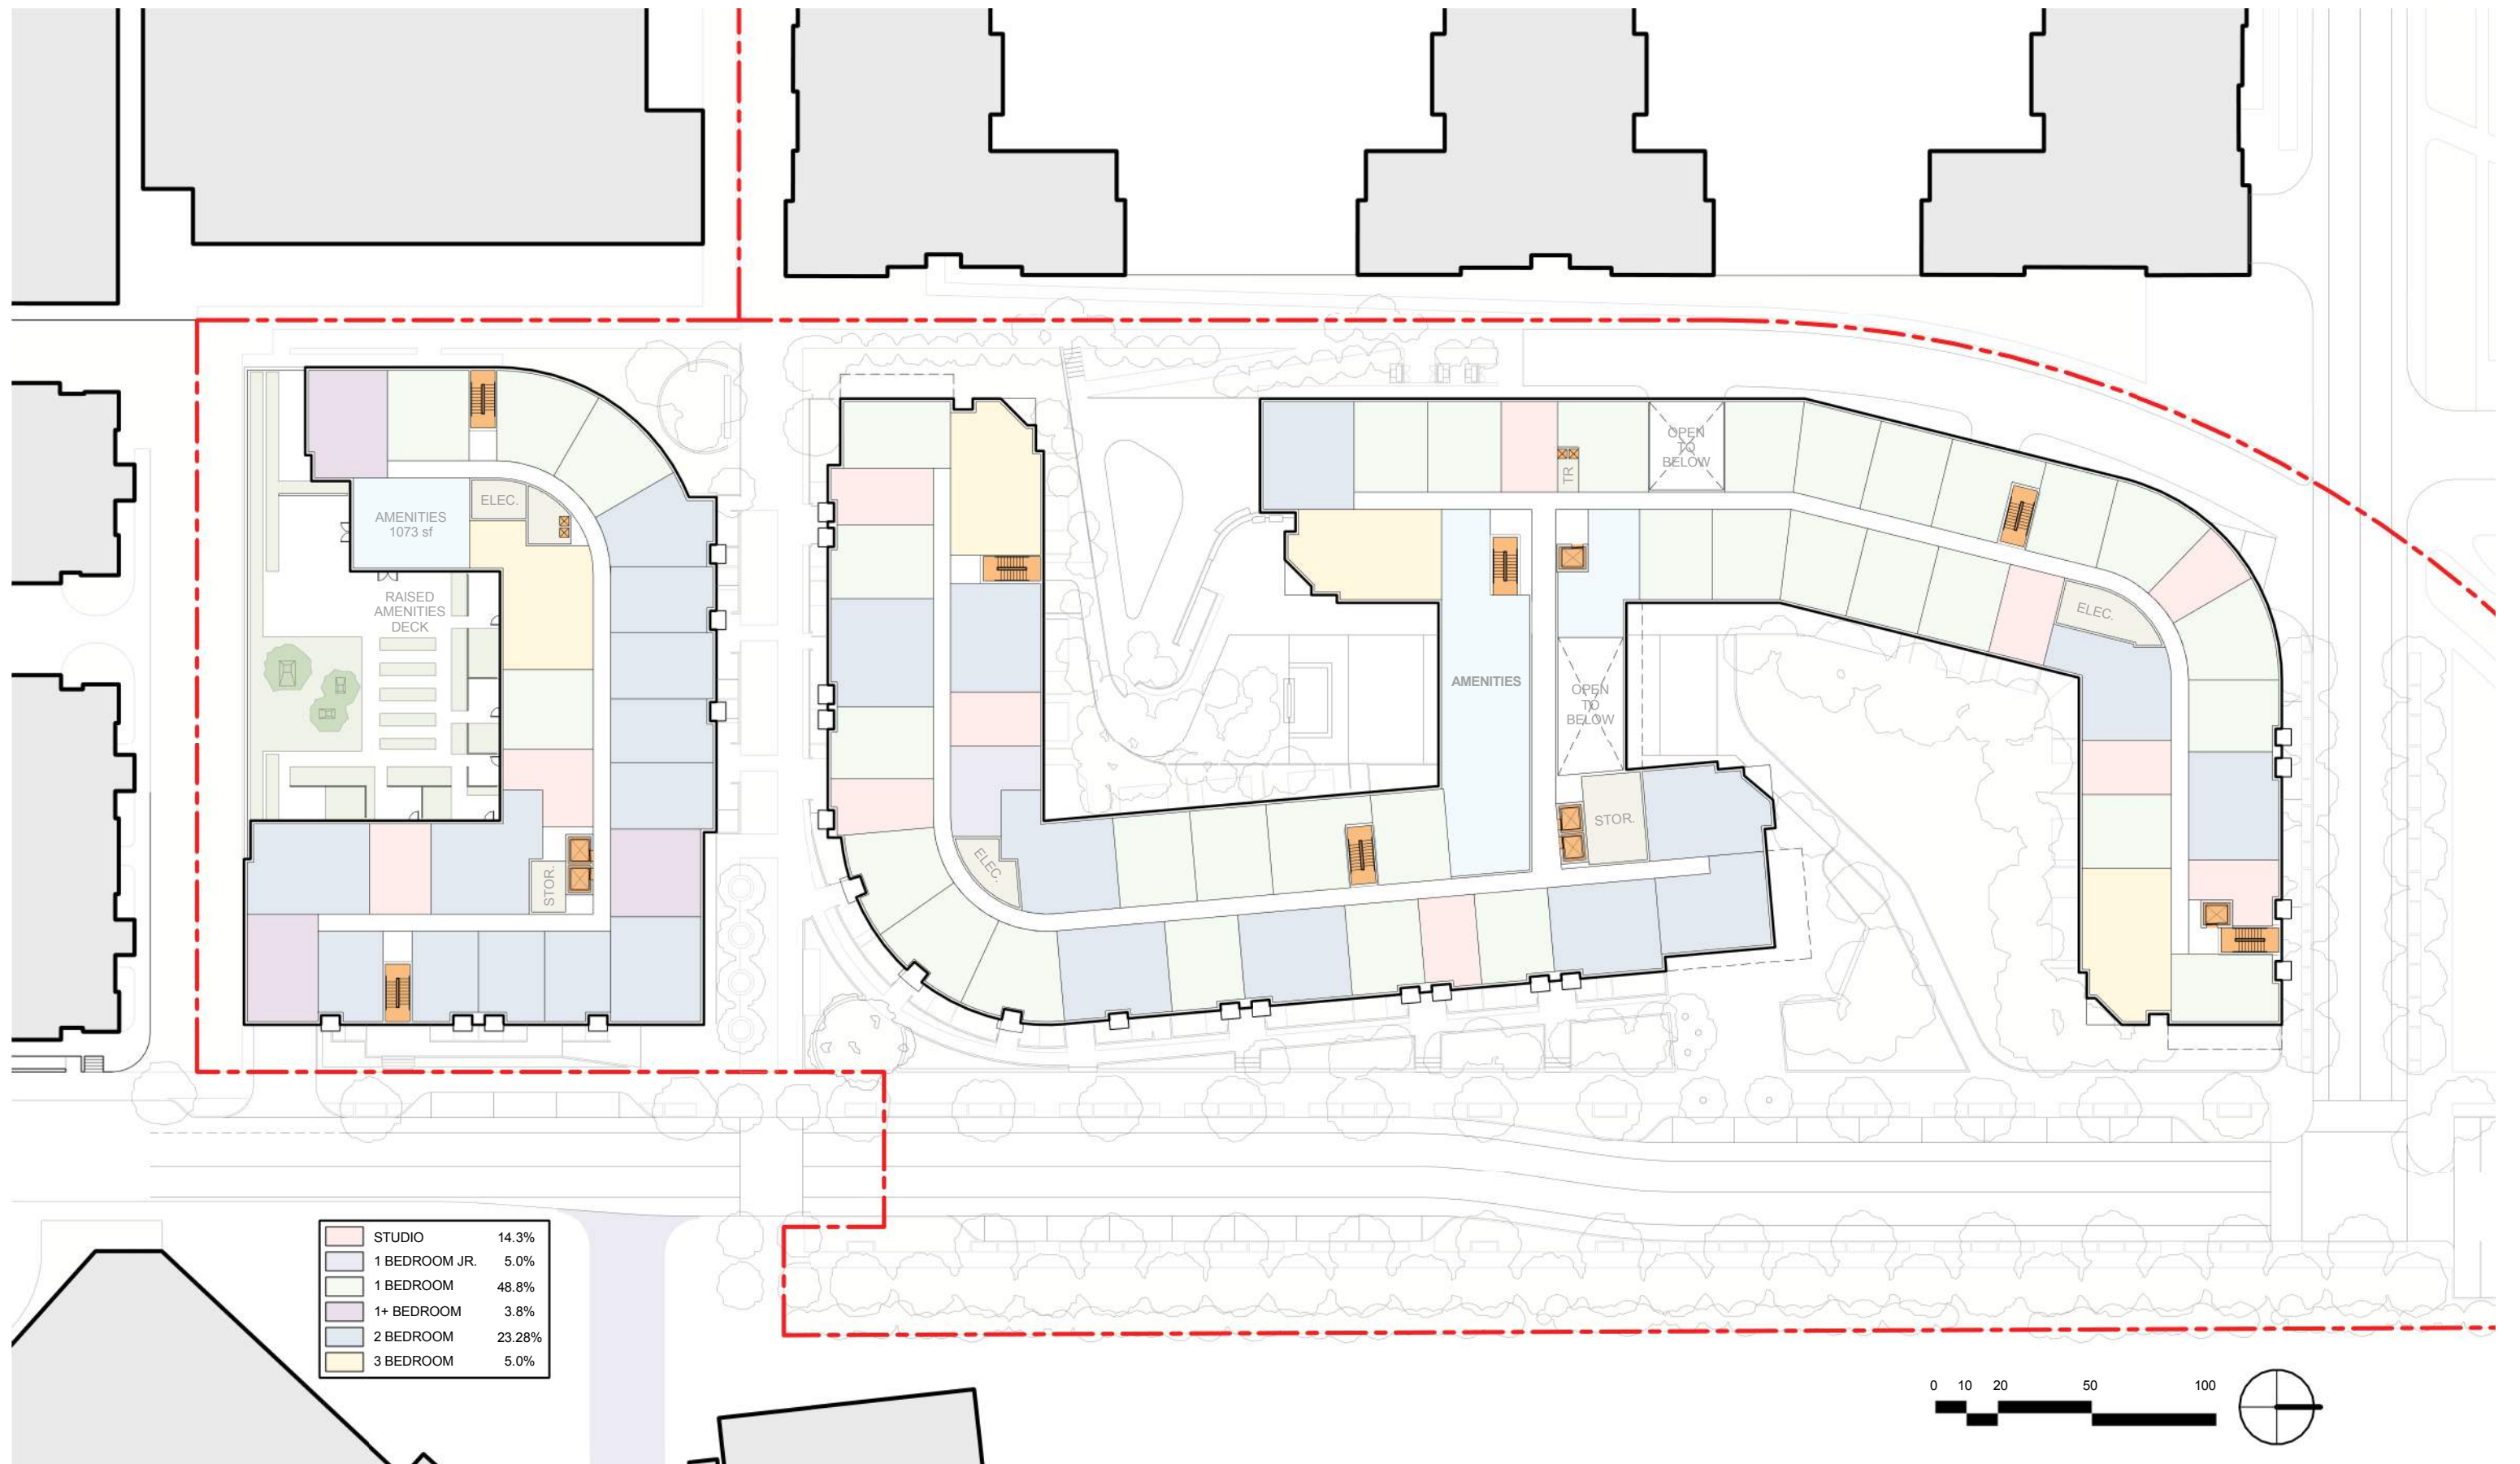 OPEN
TO
BELOW
TR
ELEC.
AMENITIES
1073 sf
RAISED
AMENITIES
DECK
ELEC.
AMENITIES
OPEN
TO
BELOW
STOR.
ELEC.
STOR.
STUDIO 14.3%
1 BEDROOM JR. 5.0%
1 BEDROOM 48.8%
1+ BEDROOM 3.8%
2 BEDROOM 23.28%
3 BEDROOM 5.0%
0 10 20 50 100